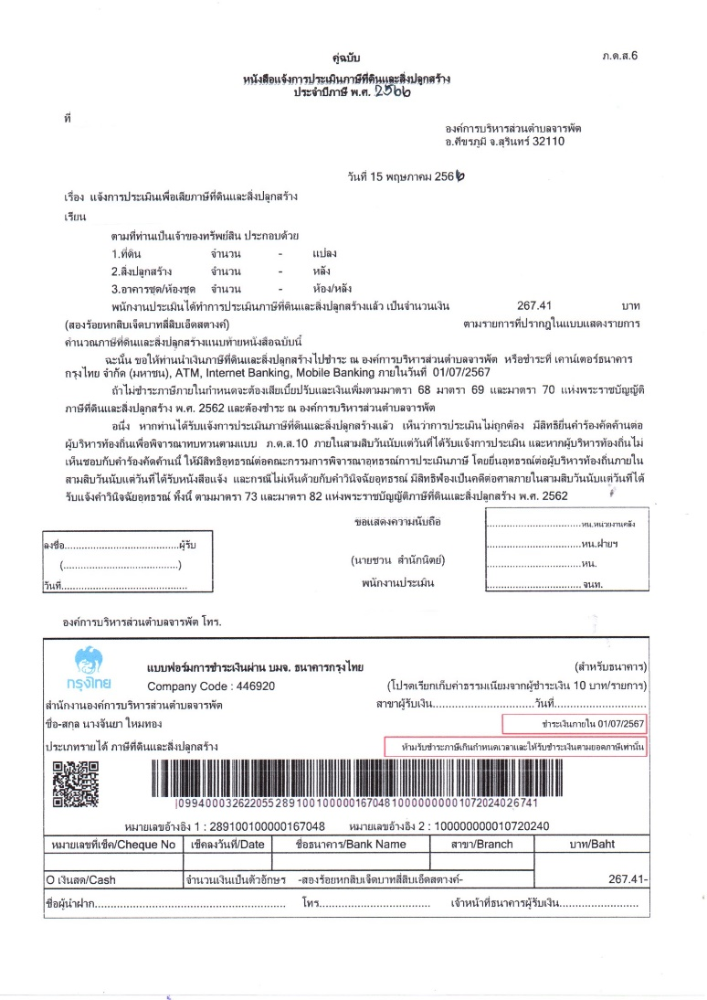 คู่ฉบับ
ภ.ด.ส.6
หนังสือแจ้งการประเมินภาษีที่ดินและสิ่งปลูกสร้าง
ประจำปีภาษี พ.ศ. 2566
ที่
องค์การบริหารส่วนตำบลจารพัต
อ.ศีขรภูมิ จ.สุรินทร์ 32110
วันที่ 15 พฤษภาคม 256
เรื่อง แจ้งการประเมินเพื่อเสียภาษีที่ดินและสิ่งปลูกสร้าง
เรียน
ตามที่ท่านเป็นเจ้าของทรัพย์สิน ประกอบด้วย
1.ที่ดิน จำนวน - แปลง
2.สิ่งปลูกสร้าง จำนวน - หลัง
3.อาคารชุด/ห้องชุด จำนวน - ห้อง/หลัง
พนักงานประเมินได้ทำการประเมินภาษีที่ดินและสิ่งปลูกสร้างแล้ว เป็นจำนวนเงิน 267.41 บาท
(สองร้อยหกสิบเจ็ดบาทสี่สิบเอ็ดสตางค์) ตามรายการที่ปรากฏในแบบแสดงรายการ
คำนวณภาษีที่ดินและสิ่งปลูกสร้างแนบท้ายหนังสือฉบับนี้
ฉะนั้น ขอให้ท่านนำเงินภาษีที่ดินและสิ่งปลูกสร้างไปชำระ ณ องค์การบริหารส่วนตำบลจารพัต หรือชำระที่ เคาน์เตอร์ธนาคาร
กรุงไทย จำกัด (มหาชน), ATM, Internet Banking, Mobile Banking ภายในวันที่ 01/07/2567
ถ้าไม่ชำระภาษีภายในกำหนดจะต้องเสียเบี้ยปรับและเงินเพิ่มตามมาตรา 68 มาตรา 69 และมาตรา 70 แห่งพระราชบัญญัติ
ภาษีที่ดินและสิ่งปลูกสร้าง พ.ศ. 2562 และต้องชำระ ณ องค์การบริหารส่วนตำบลจารพัต
อนึ่ง หากท่านได้รับแจ้งการประเมินภาษีที่ดินและสิ่งปลูกสร้างแล้ว เห็นว่าการประเมินไม่ถูกต้อง มีสิทธิยื่นคำร้องคัดค้านต่อ
ผู้บริหารท้องถิ่นเพื่อพิจารณาทบทวนตามแบบ ภ.ด.ส.10 ภายในสามสิบวันนับแต่วันที่ได้รับแจ้งการประเมิน และหากผู้บริหารท้องถิ่นไม่
เห็นชอบกับคำร้องคัดค้านนี้ ให้มีสิทธิอุทธรณ์ต่อคณะกรรมการพิจารณาอุทธรณ์การประเมินภาษี โดยยื่นอุทธรณ์ต่อผู้บริหารท้องถิ่นภายใน
สามสิบวันนับแต่วันที่ได้รับหนังสือแจ้ง และกรณีไม่เห็นด้วยกับคำวินิจฉัยอุทธรณ์ มีสิทธิฟ้องเป็นคดีต่อศาลภายในสามสิบวันนับแต่วันที่ได้
รับแจ้งคำวินิจฉัยอุทธรณ์ ทั้งนี้ ตามมาตรา 73 และมาตรา 82 แห่งพระราชบัญญัติภาษีที่ดินและสิ่งปลูกสร้าง พ.ศ. 2562
ขอแสดงความนับถือ
(นายชวน สำนักนิตย์)
พนักงานประเมิน
ลงชื่อ........................................ผู้รับ
(........................................)
วันที่............................................
................................หน.หน่วยงานคลัง
................................หน.ฝ่ายฯ
................................หน.
................................จนท.
องค์การบริหารส่วนตำบลจารพัต โทร.
กรุงไทย
แบบฟอร์มการชำระเงินผ่าน บมจ. ธนาคารกรุงไทย (สำหรับธนาคาร)
Company Code : 446920 (โปรดเรียกเก็บค่าธรรมเนียมจากผู้ชำระเงิน 10 บาท/รายการ)
สำนักงานองค์การบริหารส่วนตำบลจารพัต สาขาผู้รับเงิน................................วันที่............................
ชื่อ-สกุล นางจันยา ใหมทอง ชำระเงินภายใน 01/07/2567
ประเภทรายได้ ภาษีที่ดินและสิ่งปลูกสร้าง ห้ามรับชำระภาษีเกินกำหนดเวลาและให้รับชำระเงินตามยอดภาษีเท่านั้น
|099400032622055 289100100000167048 100000000010720240 26741
หมายเลขอ้างอิง 1 : 289100100000167048 หมายเลขอ้างอิง 2 : 100000000010720240
หมายเลขที่เช็ค/Cheque No เช็คลงวันที่/Date ชื่อธนาคาร/Bank Name สาขา/Branch บาท/Baht
O เงินสด/Cash จำนวนเงินเป็นตัวอักษร -สองร้อยหกสิบเจ็ดบาทสี่สิบเอ็ดสตางค์- 267.41-
ชื่อผู้นำฝาก............................................................ โทร................................... เจ้าหน้าที่ธนาคารผู้รับเงิน.........................